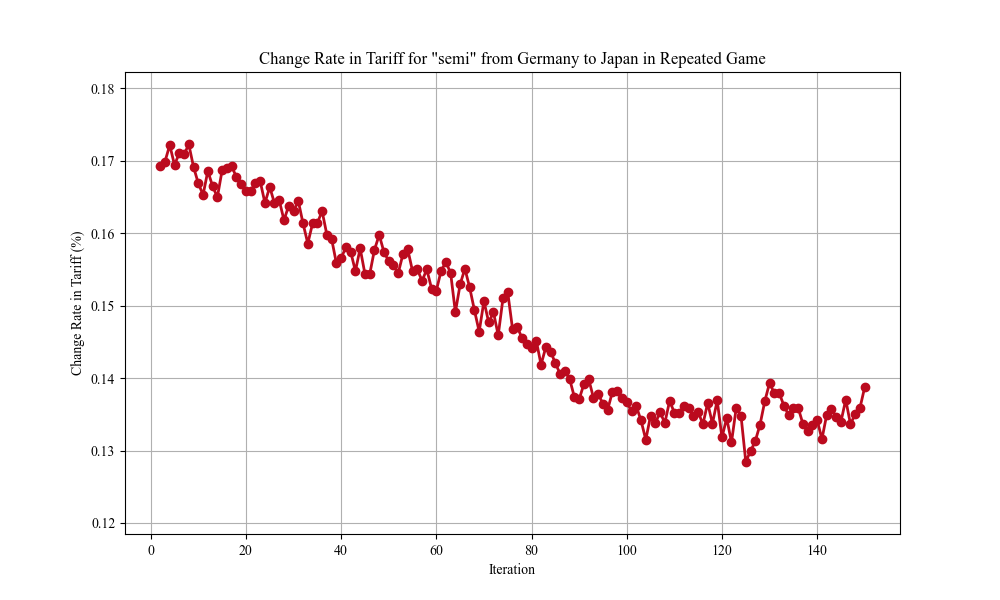 Change Rate in Tariff for "semi" from Germany to Japan in Repeated Game
Change Rate in Tariff (%)
0.18
0.17
0.16
0.15
0.14
0.13
0.12
0 20 40 60 80 100 120 140
Iteration